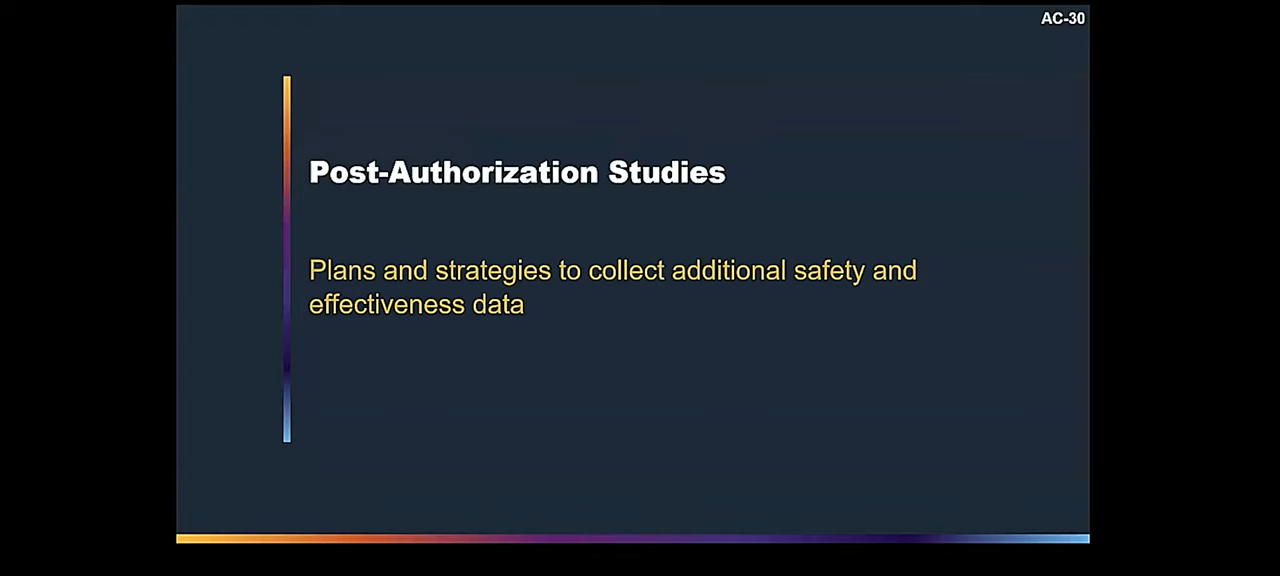 AC-30
Post-Authorization Studies
Plans and strategies to collect additional safety and
effectiveness data